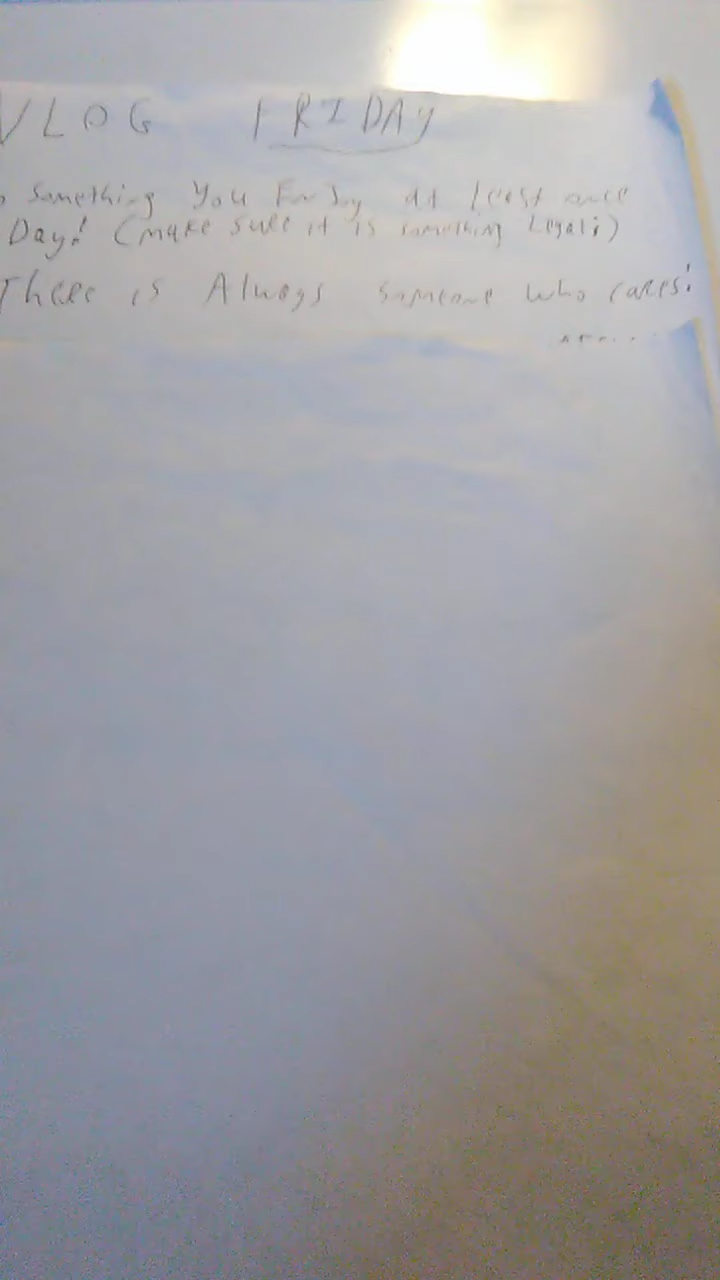 VLOG FRIDAY
something You Enjoy at least once
Day! (make sure it is something Legal;)
There is Always someone who cares!